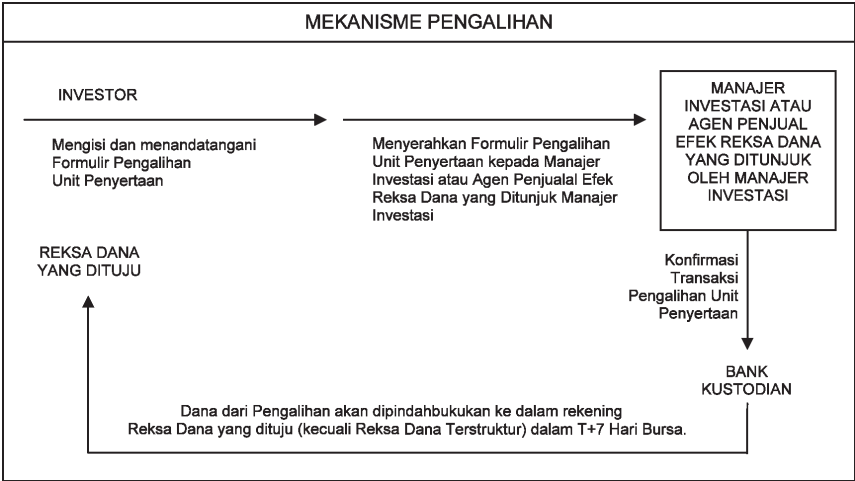 MEKANISME PENGALIHAN
INVESTOR
Mengisi dan menandatangani
Formulir Pengalihan
Unit Penyertaan
Menyerahkan Formulir Pengalihan
Unit Penyertaan kepada Manajer
Investasi atau Agen Penjualal Efek
Reksa Dana yang Ditunjuk Manajer
Investasi
MANAJER
INVESTASI ATAU
AGEN PENJUAL
EFEK REKSA DANA
YANG DITUNJUK
OLEH MANAJER
INVESTASI
Konfirmasi
Transaksi
Pengalihan Unit
Penyertaan
BANK
KUSTODIAN
Dana dari Pengalihan akan dipindahbukukan ke dalam rekening
Reksa Dana yang dituju (kecuali Reksa Dana Terstruktur) dalam T+7 Hari Bursa.
REKSA DANA
YANG DITUJU